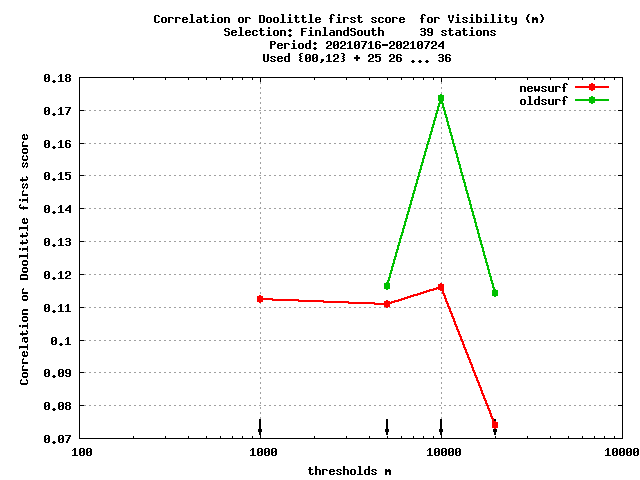 Correlation or Doolittle first score  for Visibility (m)
Selection: FinlandSouth     39 stations
Period: 20210716-20210724
Used {00,12} + 25 26 ... 36
newsurf
oldsurf
Correlation or Doolittle first score
0.18
0.17
0.16
0.15
0.14
0.13
0.12
0.11
0.1
0.09
0.08
0.07
100 1000 10000 10000
thresholds m